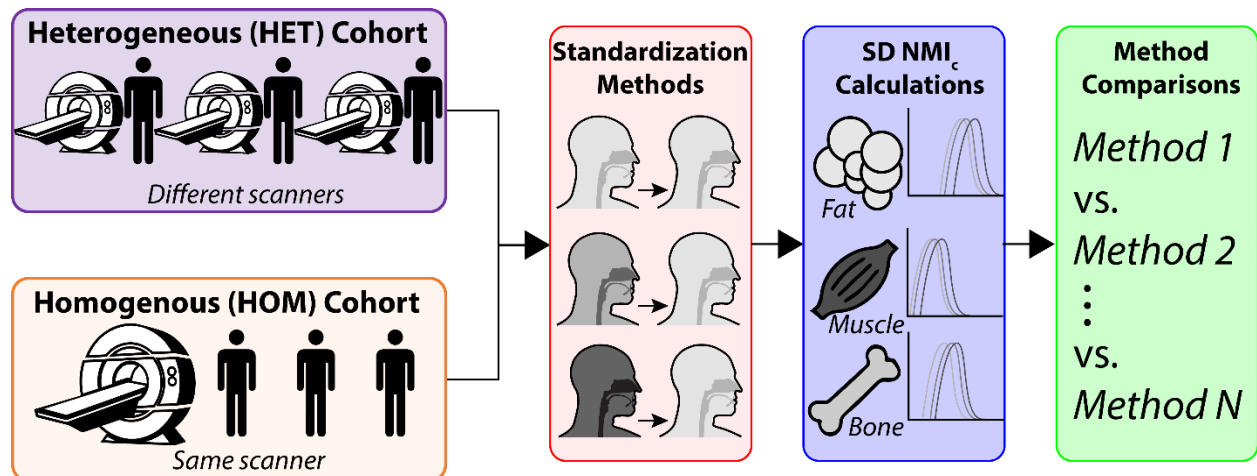 Heterogeneous (HET) Cohort
Different scanners
Homogenous (HOM) Cohort
Same scanner
Standardization
Methods
SD NMIc
Calculations
Fat
Muscle
Bone
Method
Comparisons
Method 1
vs.
Method 2
⋮
vs.
Method N